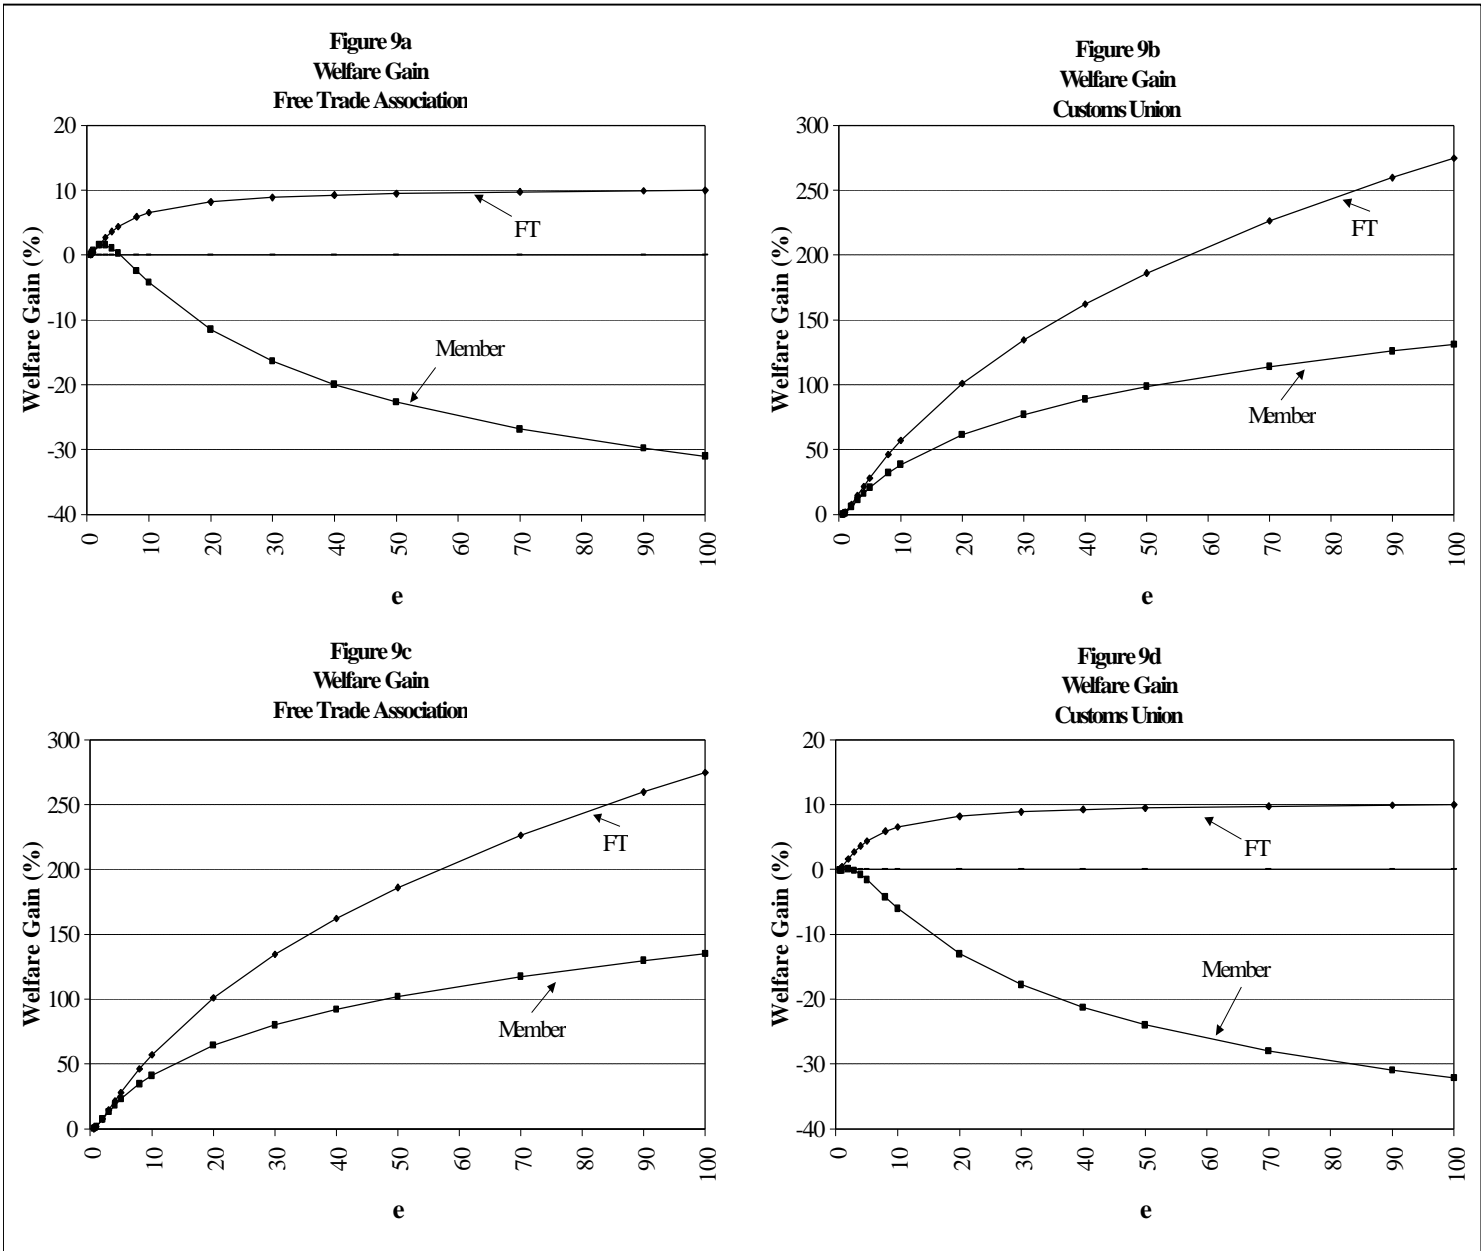 Figure 9a
Welfare Gain
Free Trade Association
20
10
0
-10
-20
-30
-40
Welfare Gain (%)
FT
Member
0 10 20 30 40 50 60 70 80 90 100
e
Figure 9b
Welfare Gain
Customs Union
300
250
200
150
100
50
0
Welfare Gain (%)
FT
Member
0 10 20 30 40 50 60 70 80 90 100
e
Figure 9c
Welfare Gain
Free Trade Association
300
250
200
150
100
50
0
Welfare Gain (%)
FT
Member
0 10 20 30 40 50 60 70 80 90 100
e
Figure 9d
Welfare Gain
Customs Union
20
10
0
-10
-20
-30
-40
Welfare Gain (%)
FT
Member
0 10 20 30 40 50 60 70 80 90 100
e